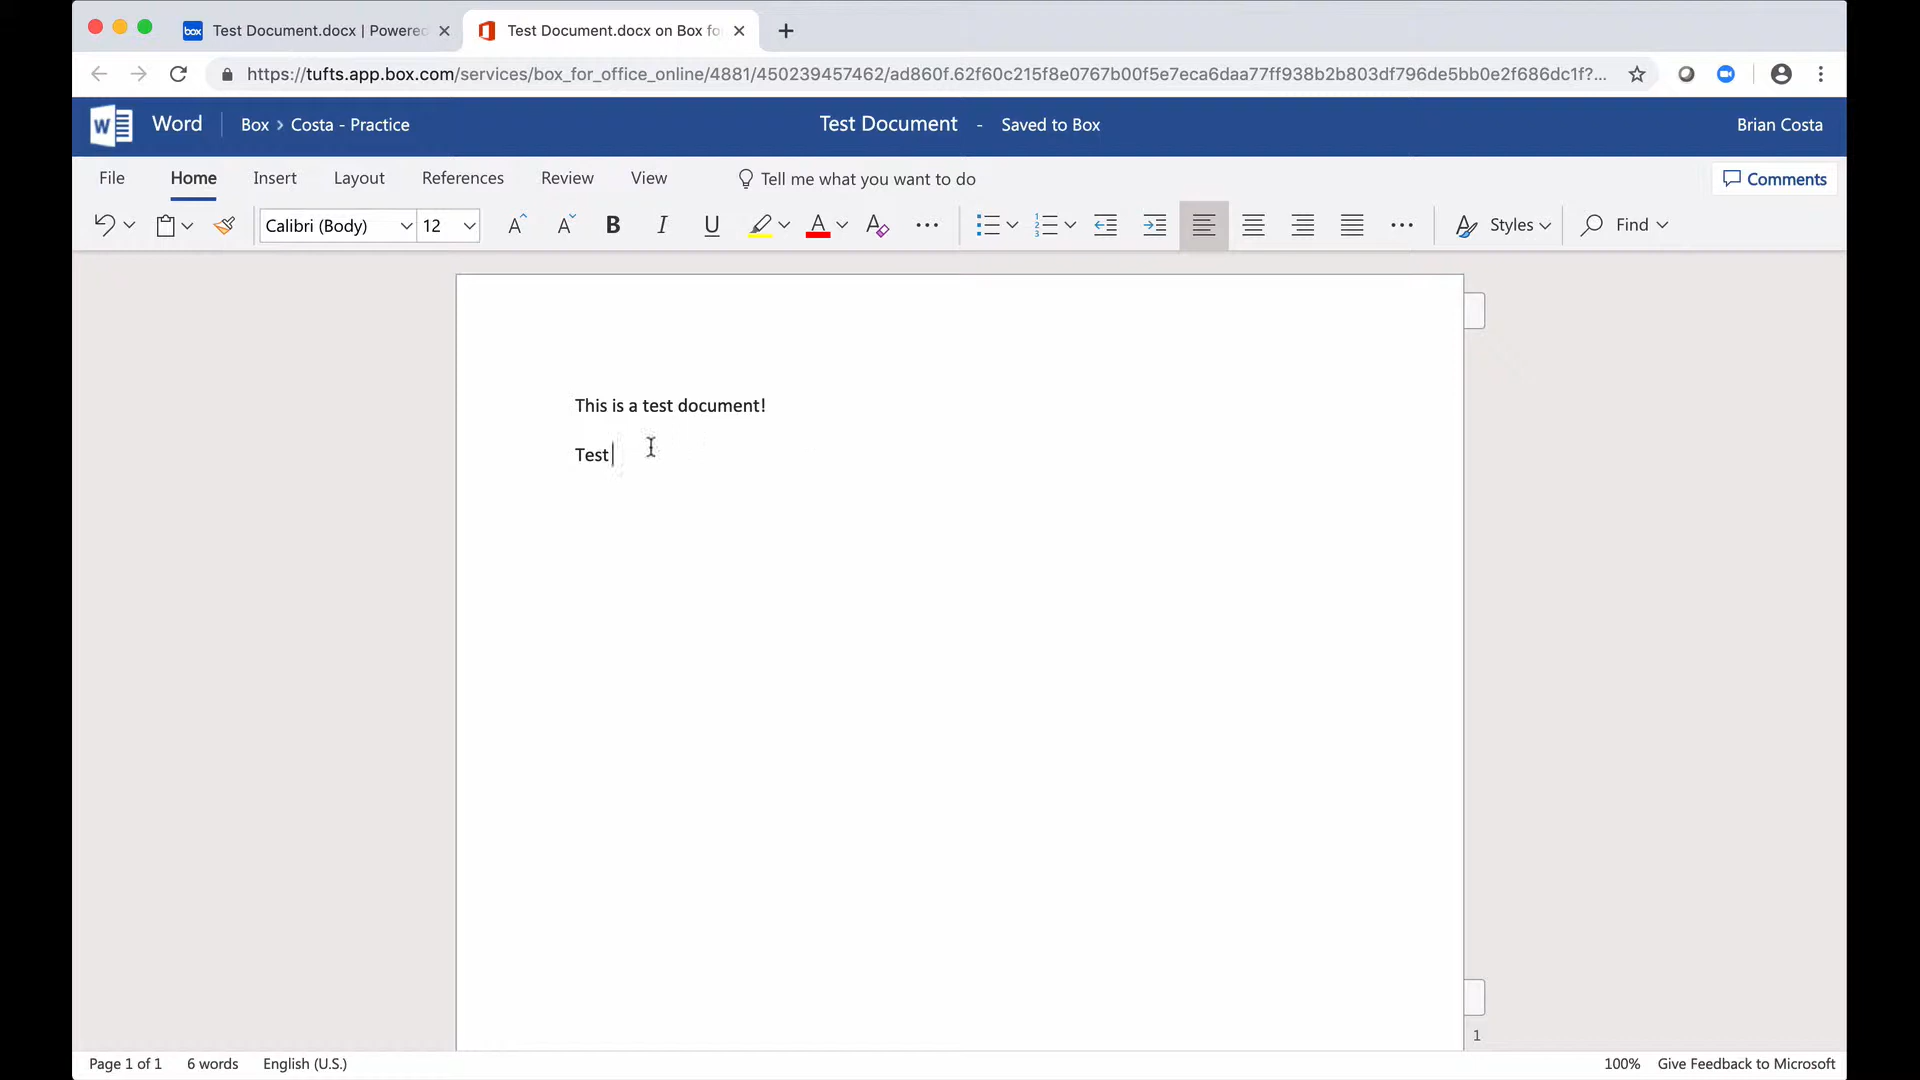 box Test Document.docx | Powere
Test Document.docx on Box fo
https://tufts.app.box.com/services/box_for_office_online/4881/450239457462/ad860f.62f60c215f8e0767b00f5e7eca6daa77ff938b2b803df796de5bb0e2f686dc1f?...
W Word Box > Costa - Practice Test Document - Saved to Box Brian Costa
File Home Insert Layout References Review View Tell me what you want to do Comments
Calibri (Body) 12 A A B I U A A Styles Find
This is a test document!
Test
1
Page 1 of 1 6 words English (U.S.) 100% Give Feedback to Microsoft